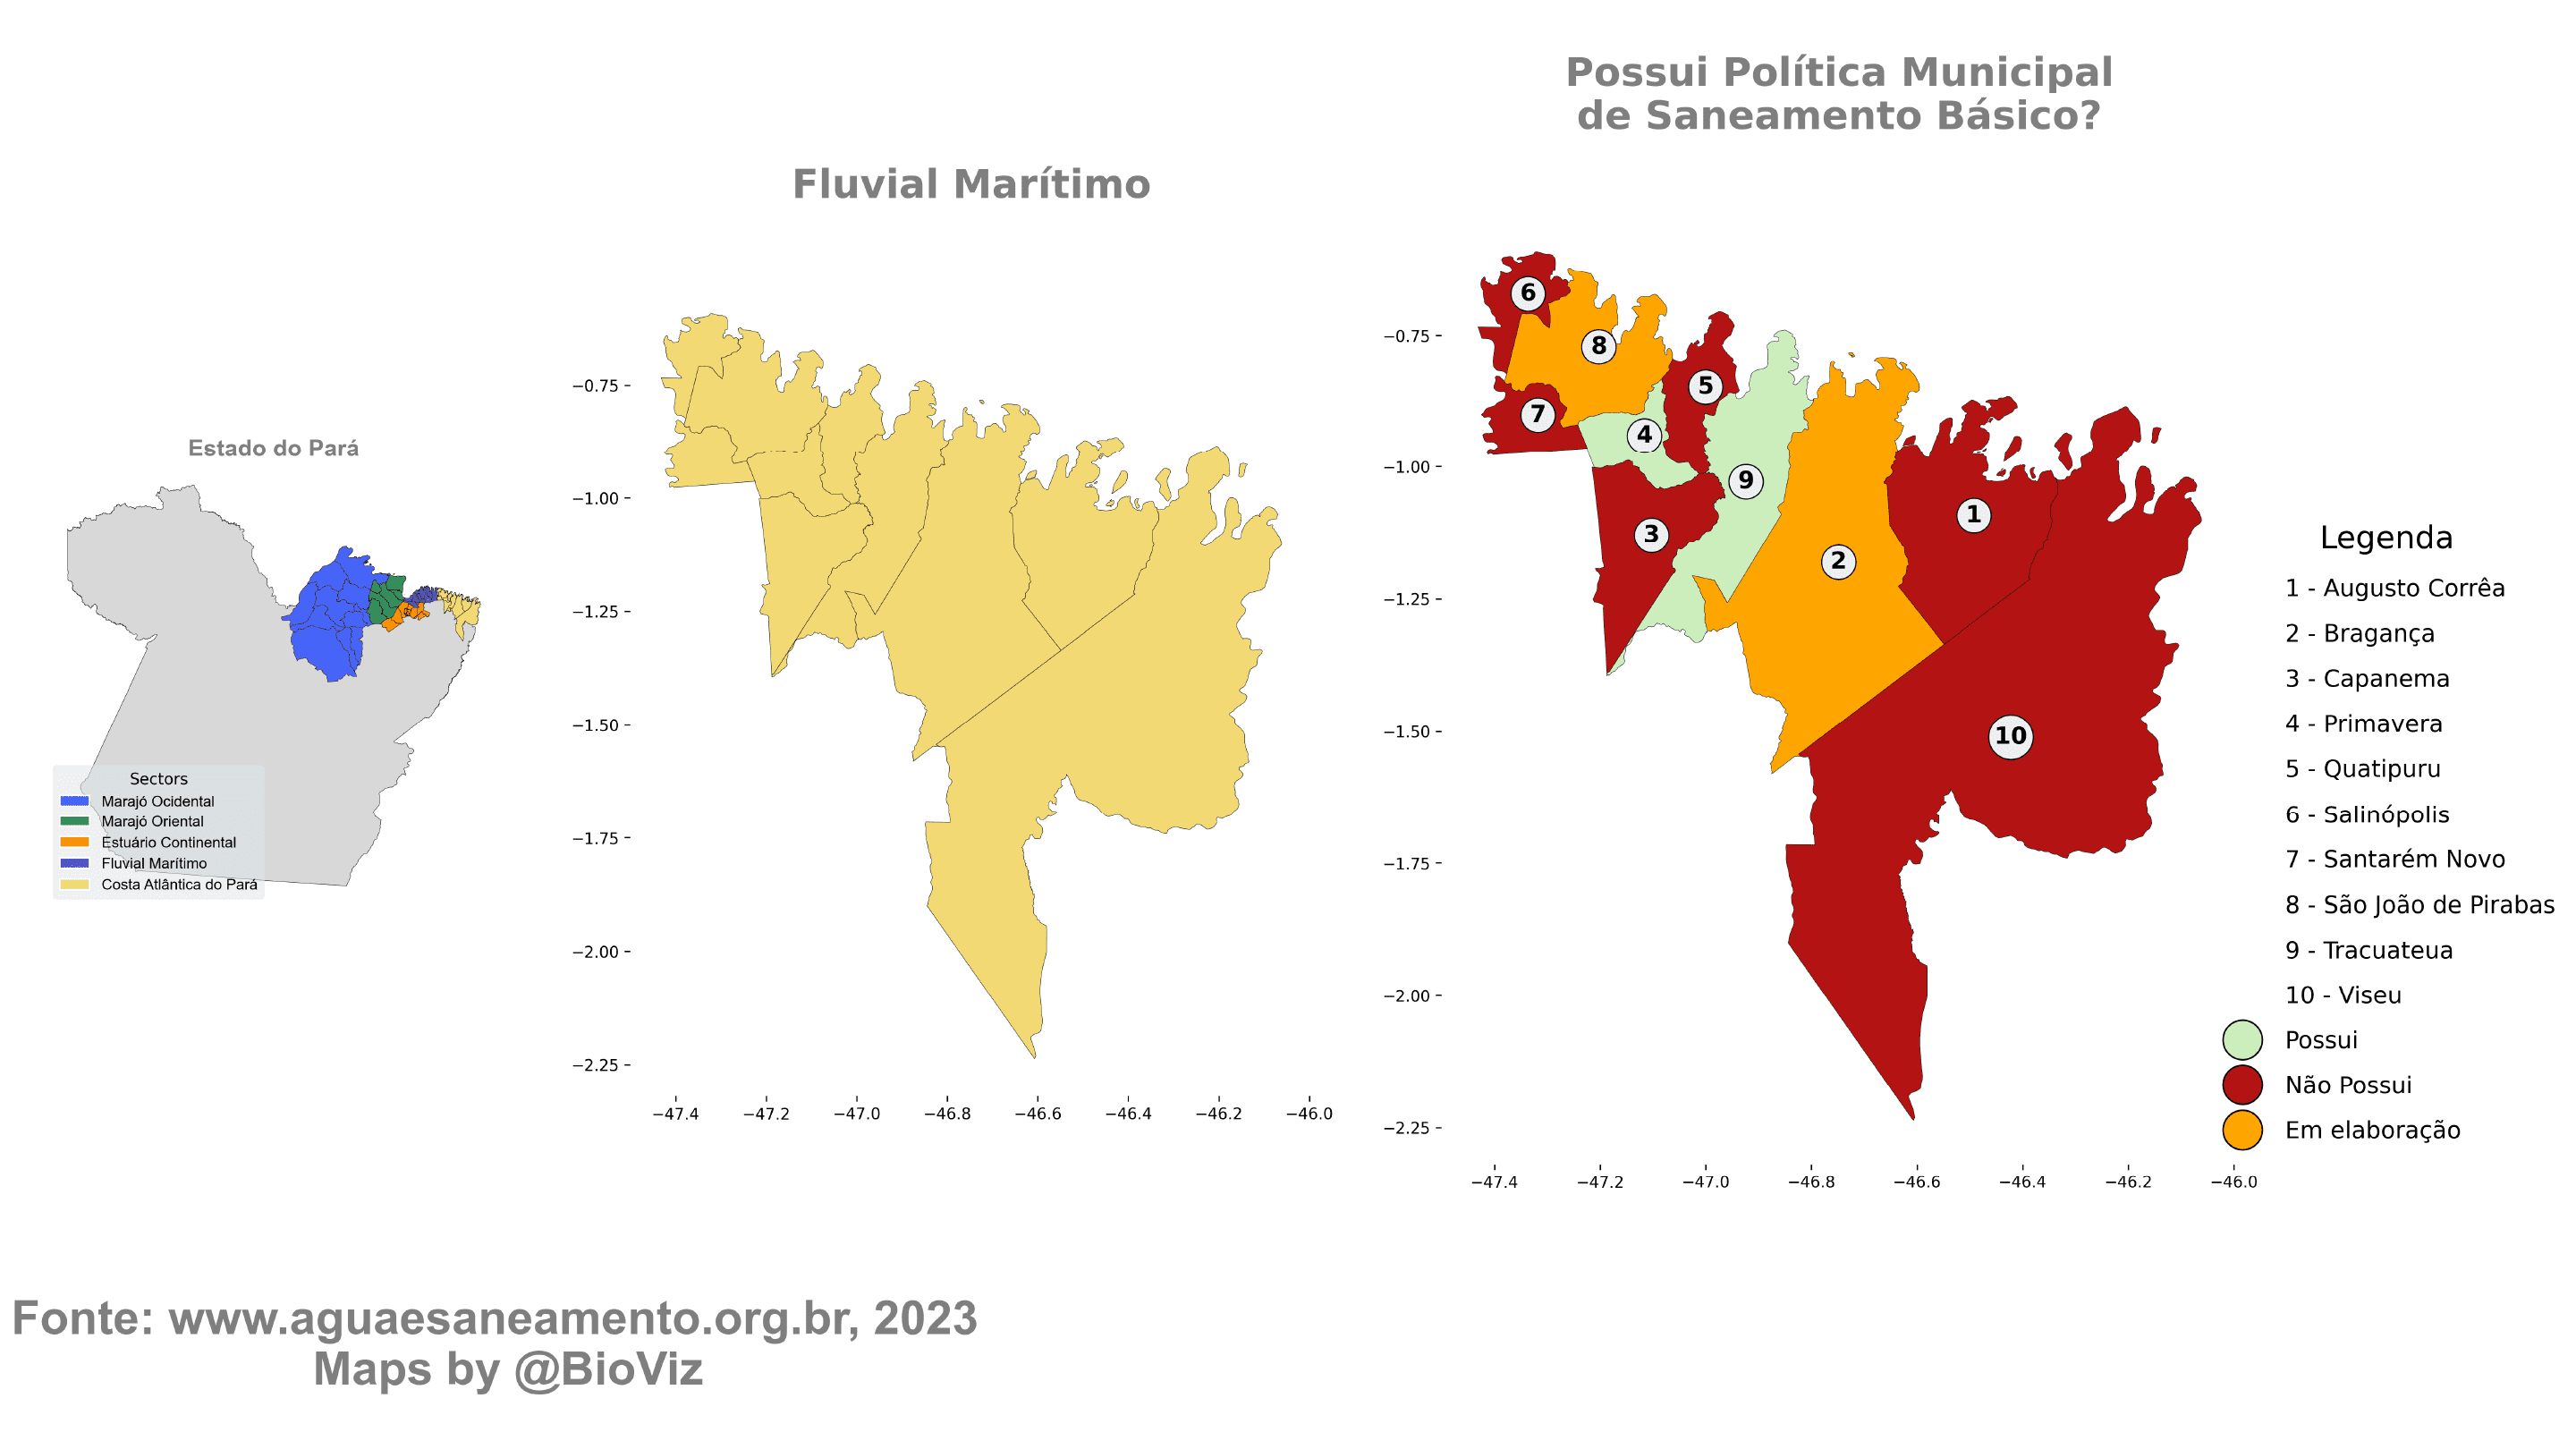 Possui Política Municipal
de Saneamento Básico?
Fluvial Marítimo
Estado do Pará
Sectors
Marajó Ocidental
Marajó Oriental
Estuário Continental
Fluvial Marítimo
Costa Atlântica do Pará
−0.75
−1.00
−1.25
−1.50
−1.75
−2.00
−2.25
−47.4 −47.2 −47.0 −46.8 −46.6 −46.4 −46.2 −46.0
−0.75
−1.00
−1.25
−1.50
−1.75
−2.00
−2.25
−47.4 −47.2 −47.0 −46.8 −46.6 −46.4 −46.2 −46.0
6
8
5
7
4
9
1
3
2
10
Legenda
1 - Augusto Corrêa
2 - Bragança
3 - Capanema
4 - Primavera
5 - Quatipuru
6 - Salinópolis
7 - Santarém Novo
8 - São João de Pirabas
9 - Tracuateua
10 - Viseu
Possui
Não Possui
Em elaboração
Fonte: www.aguaesaneamento.org.br, 2023
Maps by @BioViz